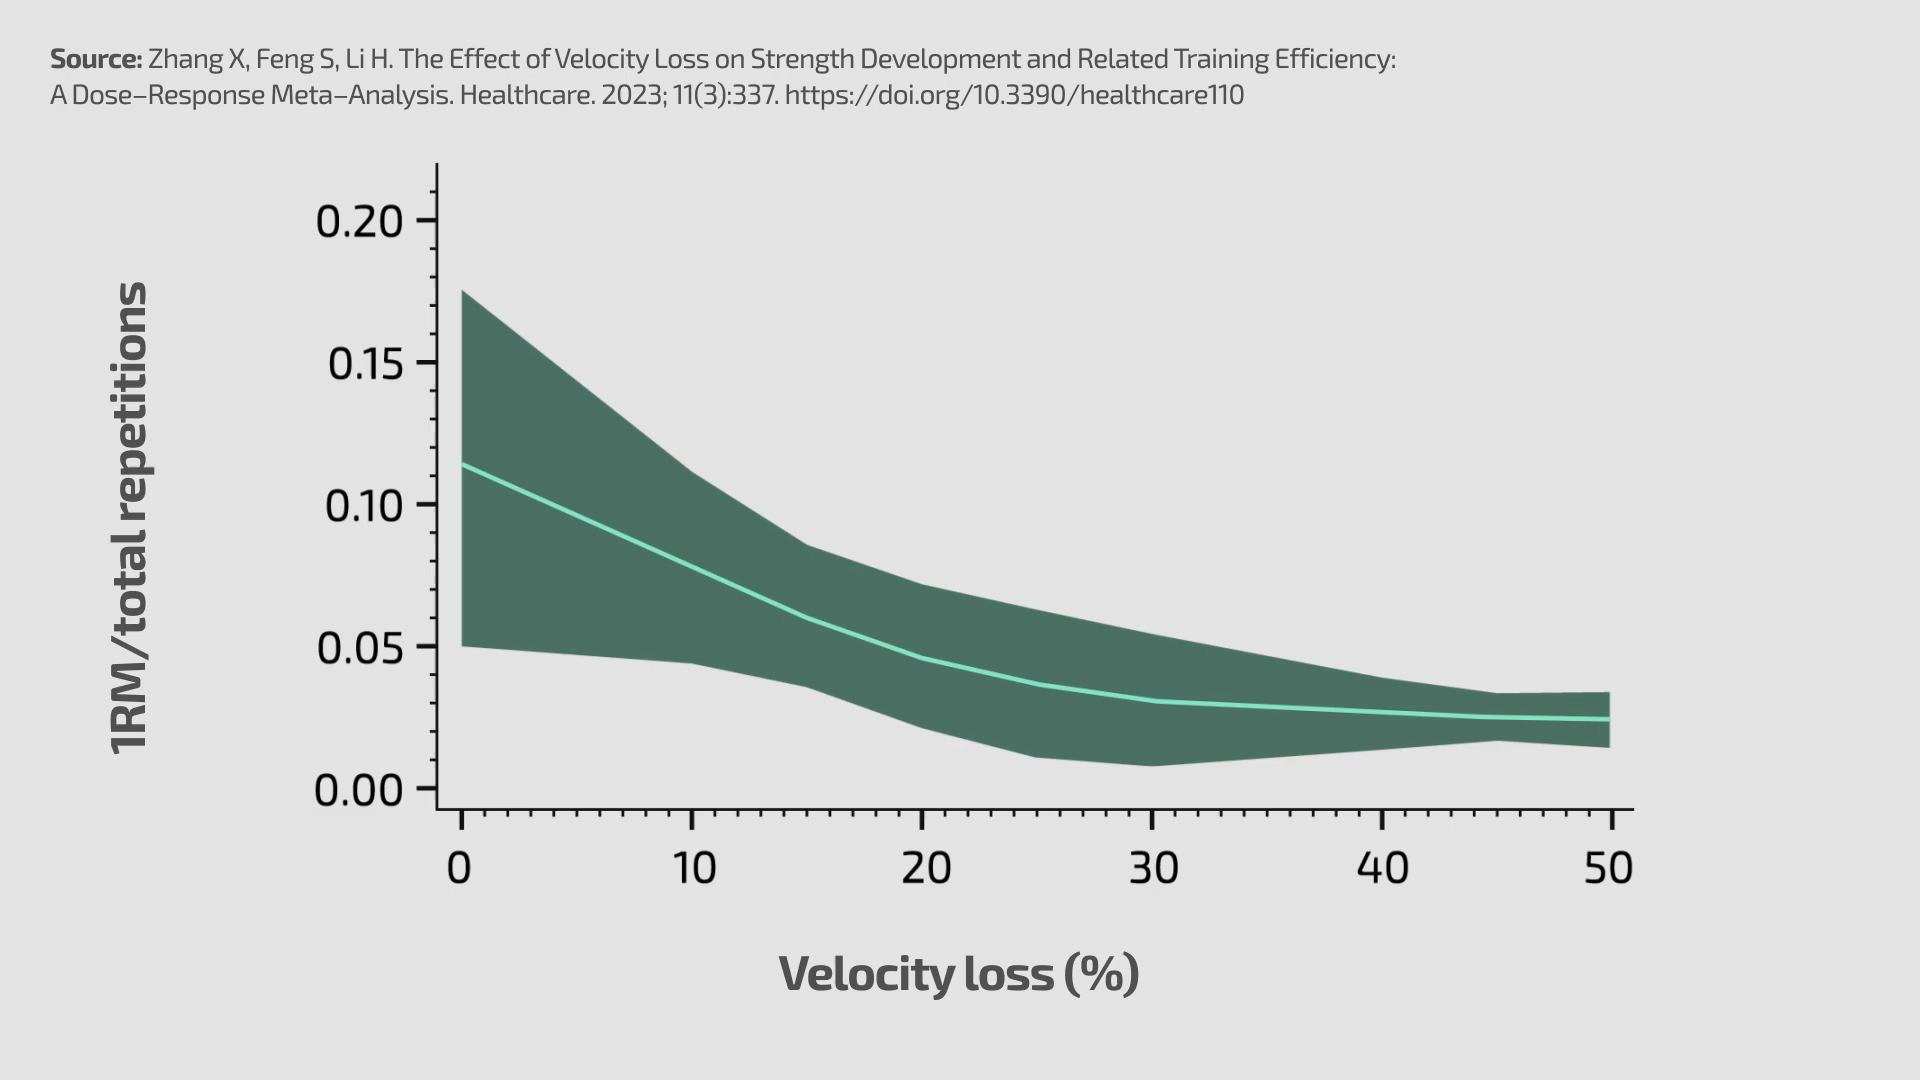 Source: Zhang X, Feng S, Li H. The Effect of Velocity Loss on Strength Development and Related Training Efficiency:
A Dose–Response Meta–Analysis. Healthcare. 2023; 11(3):337. https://doi.org/10.3390/healthcare110
1RM/total repetitions
0.20
0.15
0.10
0.05
0.00
0 10 20 30 40 50
Velocity loss (%)